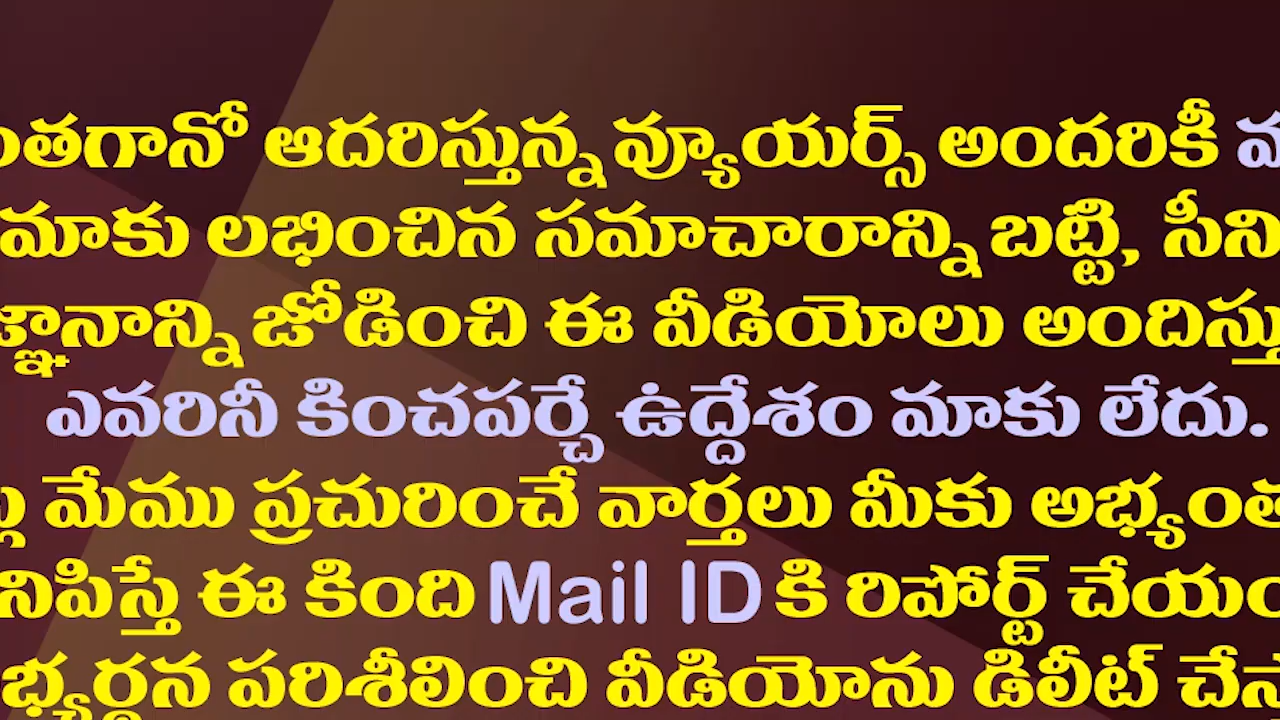 ంతగానో ఆదరిస్తున్న వ్యూయర్స్ అందరికీ
మాకు లభించిన సమాచారాన్ని బట్టి, సీని
జ్ఞానాన్ని జోడించి ఈ వీడియోలు అందిస్తు
ఎవరినీ కించపర్చే ఉద్దేశం మాకు లేదు.
మేము ప్రచురించే వార్తలు మీకు అభ్యంత
నిపిస్తే ఈ కింది Mail ID కి రిపోర్ట్ చేయం
భ్యర్థన పరిశీలించి వీడియోను డిలీట్ చేస